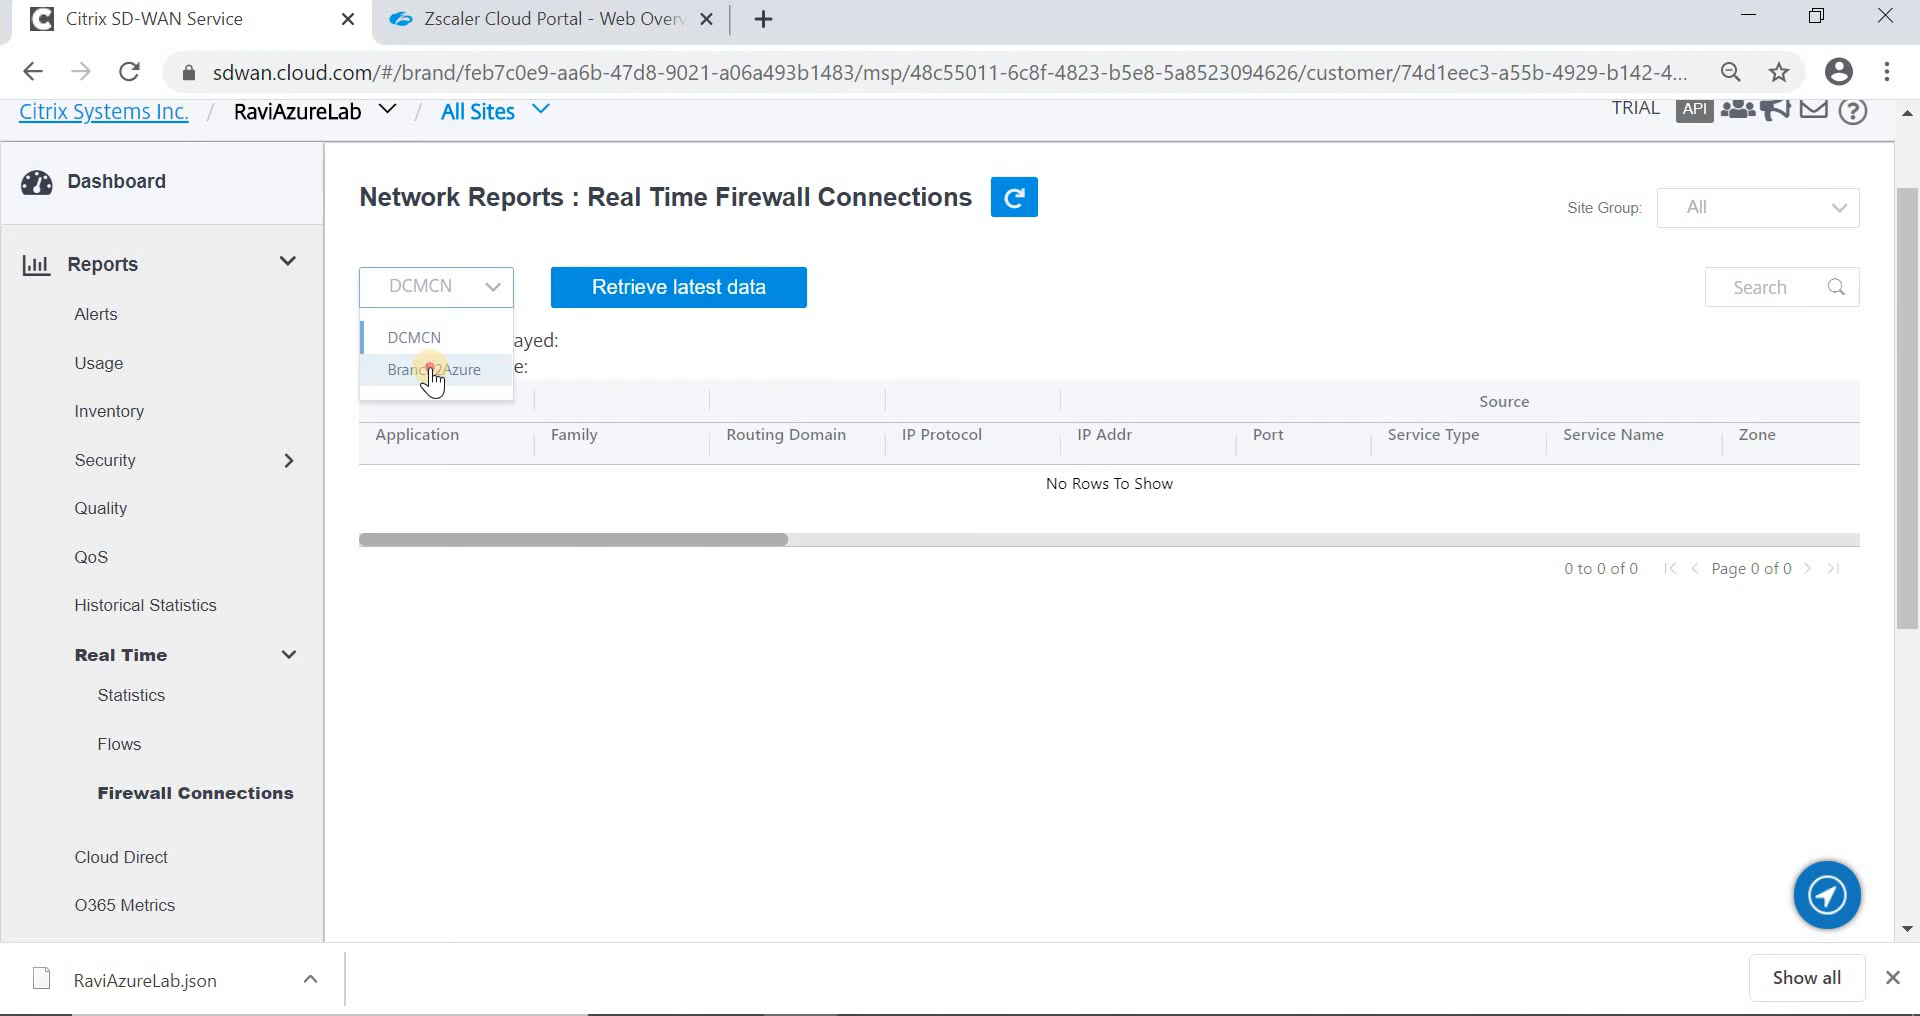 Citrix SD-WAN Service
Zscaler Cloud Portal - Web Over
sdwan.cloud.com/#/brand/feb7c0e9-aa6b-47d8-9021-a06a493b1483/msp/48c55011-6c8f-4823-b5e8-5a8523094626/customer/74d1eec3-a55b-4929-b142-4...
Citrix Systems Inc. / RaviAzureLab / All Sites
TRIAL API
Dashboard
Reports
Alerts
Usage
Inventory
Security
Quality
QoS
Historical Statistics
Real Time
Statistics
Flows
Firewall Connections
Cloud Direct
O365 Metrics
Network Reports : Real Time Firewall Connections
Site Group: All
DCMCN
Retrieve latest data
Search
DCMCN
ayed:
2Azure
e:
Source
Application Family Routing Domain IP Protocol IP Addr Port Service Type Service Name Zone
No Rows To Show
0 to 0 of 0 Page 0 of 0
RaviAzureLab.json
Show all